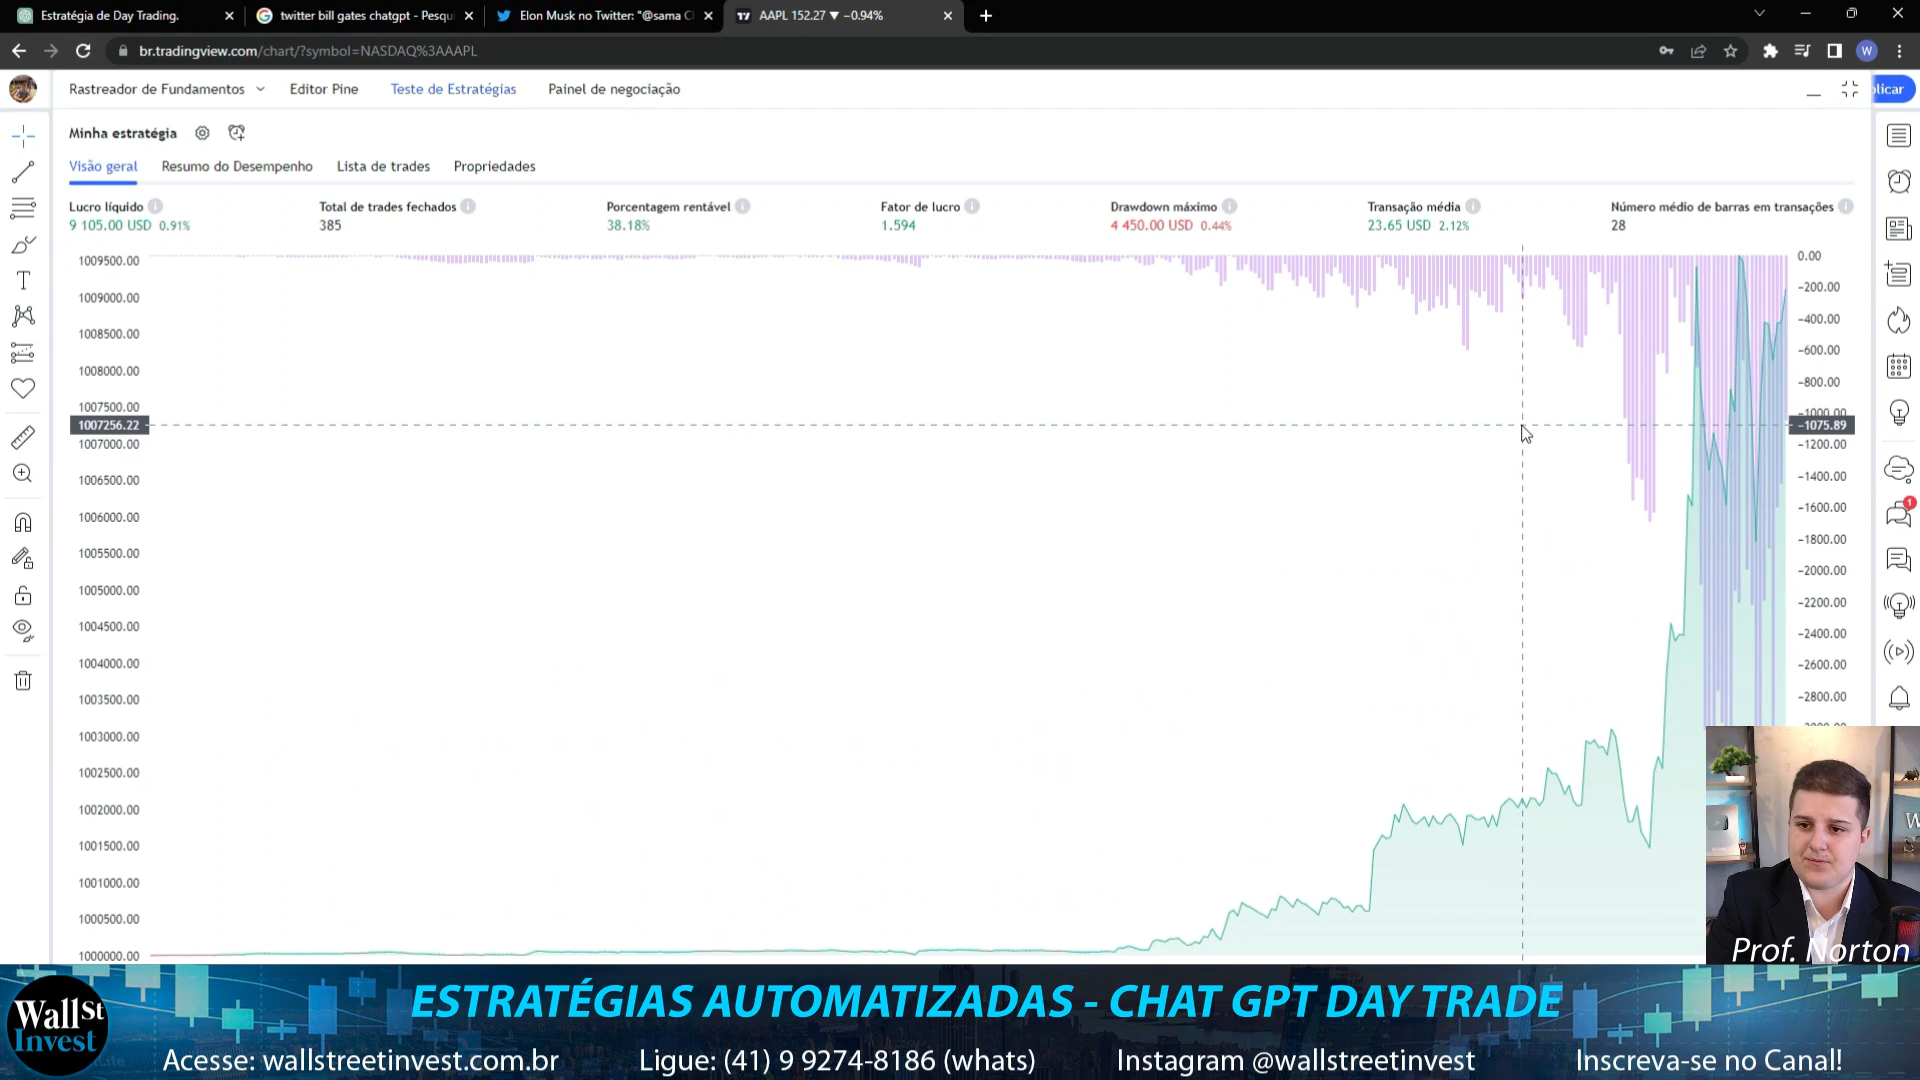 Estratégia de Day Trading.
twitter bill gates chatgpt - Pesqu
Elon Musk no Twitter: "@sama C
AAPL 152.27 ▼ −0.94%
br.tradingview.com/chart/?symbol=NASDAQ%3AAAPL
W
Rastreador de Fundamentos
Editor Pine
Teste de Estratégias
Painel de negociação
licar
Minha estratégia
Visão geral
Resumo do Desempenho
Lista de trades
Propriedades
Lucro líquido
Total de trades fechados
Porcentagem rentável
Fator de lucro
Drawdown máximo
Transação média
Número médio de barras em transações
9 105.00 USD 0.91%
385
38.18%
1.594
4 450.00 USD 0.44%
23.65 USD 2.12%
28
1009500.00
1009000.00
1008500.00
1008000.00
1007500.00
1007256.22
1007000.00
1006500.00
1006000.00
1005500.00
1005000.00
1004500.00
1004000.00
1003500.00
1003000.00
1002500.00
1002000.00
1001500.00
1001000.00
1000500.00
1000000.00
0.00
−200.00
−400.00
−600.00
−800.00
−1000.00
−1075.89
−1200.00
−1400.00
−1600.00
−1800.00
−2000.00
−2200.00
−2400.00
−2600.00
−2800.00
1
Prof. Norton
Wall St
Invest
ESTRATÉGIAS AUTOMATIZADAS - CHAT GPT DAY TRADE
Acesse: wallstreetinvest.com.br
Ligue: (41) 9 9274-8186 (whats)
Instagram @wallstreetinvest
Inscreva-se no Canal!